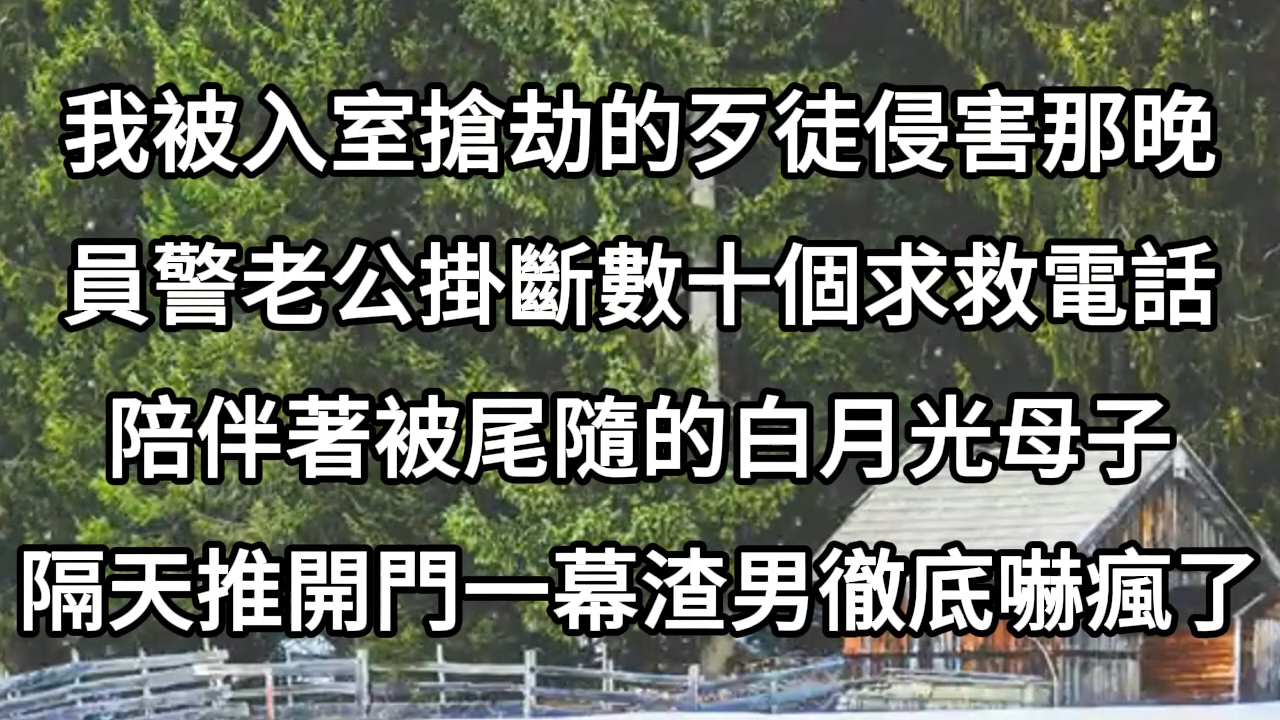 我被入室搶劫的歹徒侵害那晚
員警老公掛斷數十個求救電話
陪伴著被尾隨的白月光母子
隔天推開門一幕渣男徹底嚇瘋了